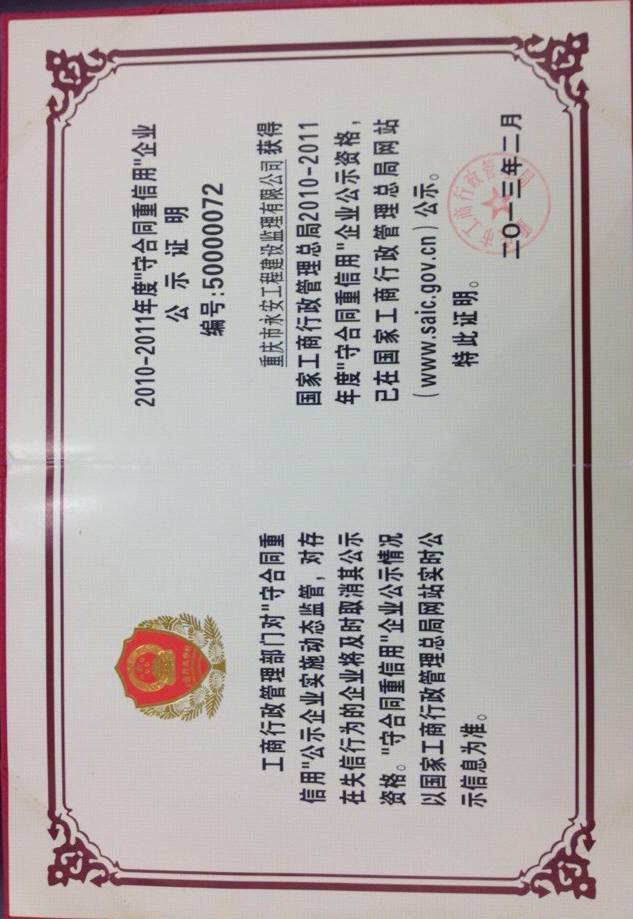 工商行政管理部门对"守合同重
信用"公示企业实施动态监管，对存
在失信行为的企业将及时取消其公示
资格。"守合同重信用"企业公示情况
以国家工商行政管理总局网站实时公
示信息为准。
2010-2011年度"守合同重信用"企业
公示证明
编号:50000072
重庆市永安工程建设监理有限公司 获得
国家工商行政管理总局2010-2011
年度"守合同重信用"企业公示资格，
已在国家工商行政管理总局网站
（www.saic.gov.cn）公示。
特此证明。
市工商行政管
二〇一三年二月